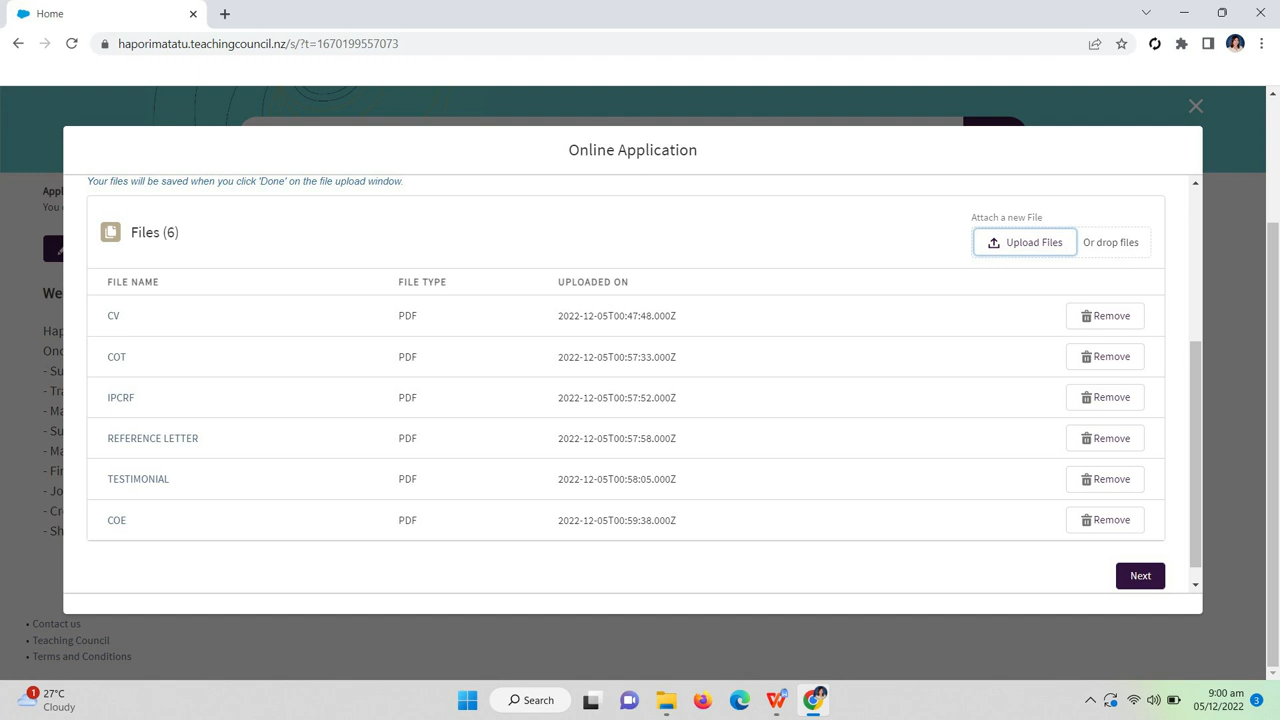 Home
haporimatatu.teachingcouncil.nz/s/?t=1670199557073
Online Application
Your files will be saved when you click 'Done' on the file upload window.
Files (6)
Attach a new File
Upload Files
Or drop files
FILE NAME FILE TYPE UPLOADED ON
CV PDF 2022-12-05T00:47:48.000Z Remove
COT PDF 2022-12-05T00:57:33.000Z Remove
IPCRF PDF 2022-12-05T00:57:52.000Z Remove
REFERENCE LETTER PDF 2022-12-05T00:57:58.000Z Remove
TESTIMONIAL PDF 2022-12-05T00:58:05.000Z Remove
COE PDF 2022-12-05T00:59:38.000Z Remove
Next
• Contact us
• Teaching Council
• Terms and Conditions
1
27°C
Cloudy
Search
9:00 am
05/12/2022
3